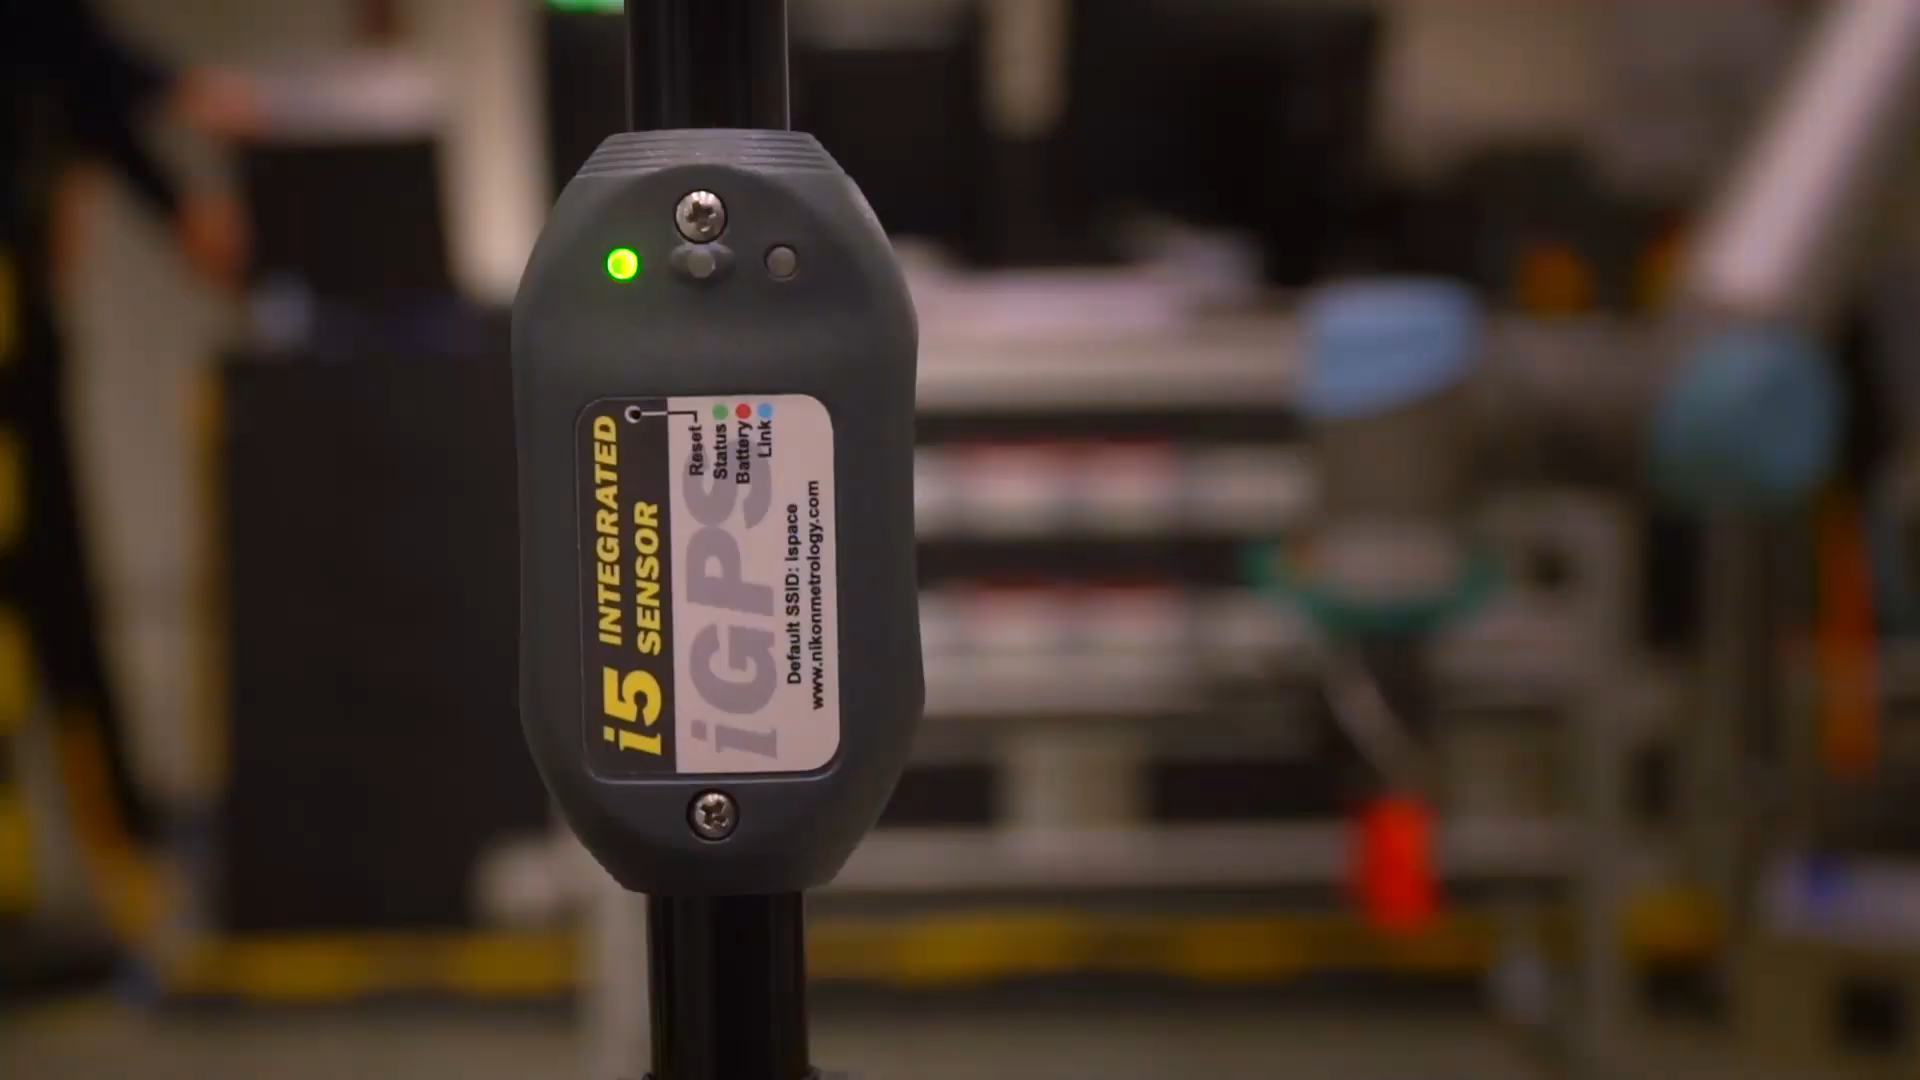 i5 INTEGRATED
SENSOR
iGPS
Reset
Status
Battery
Link
Default SSID: Ispace
www.nikonmetrology.com